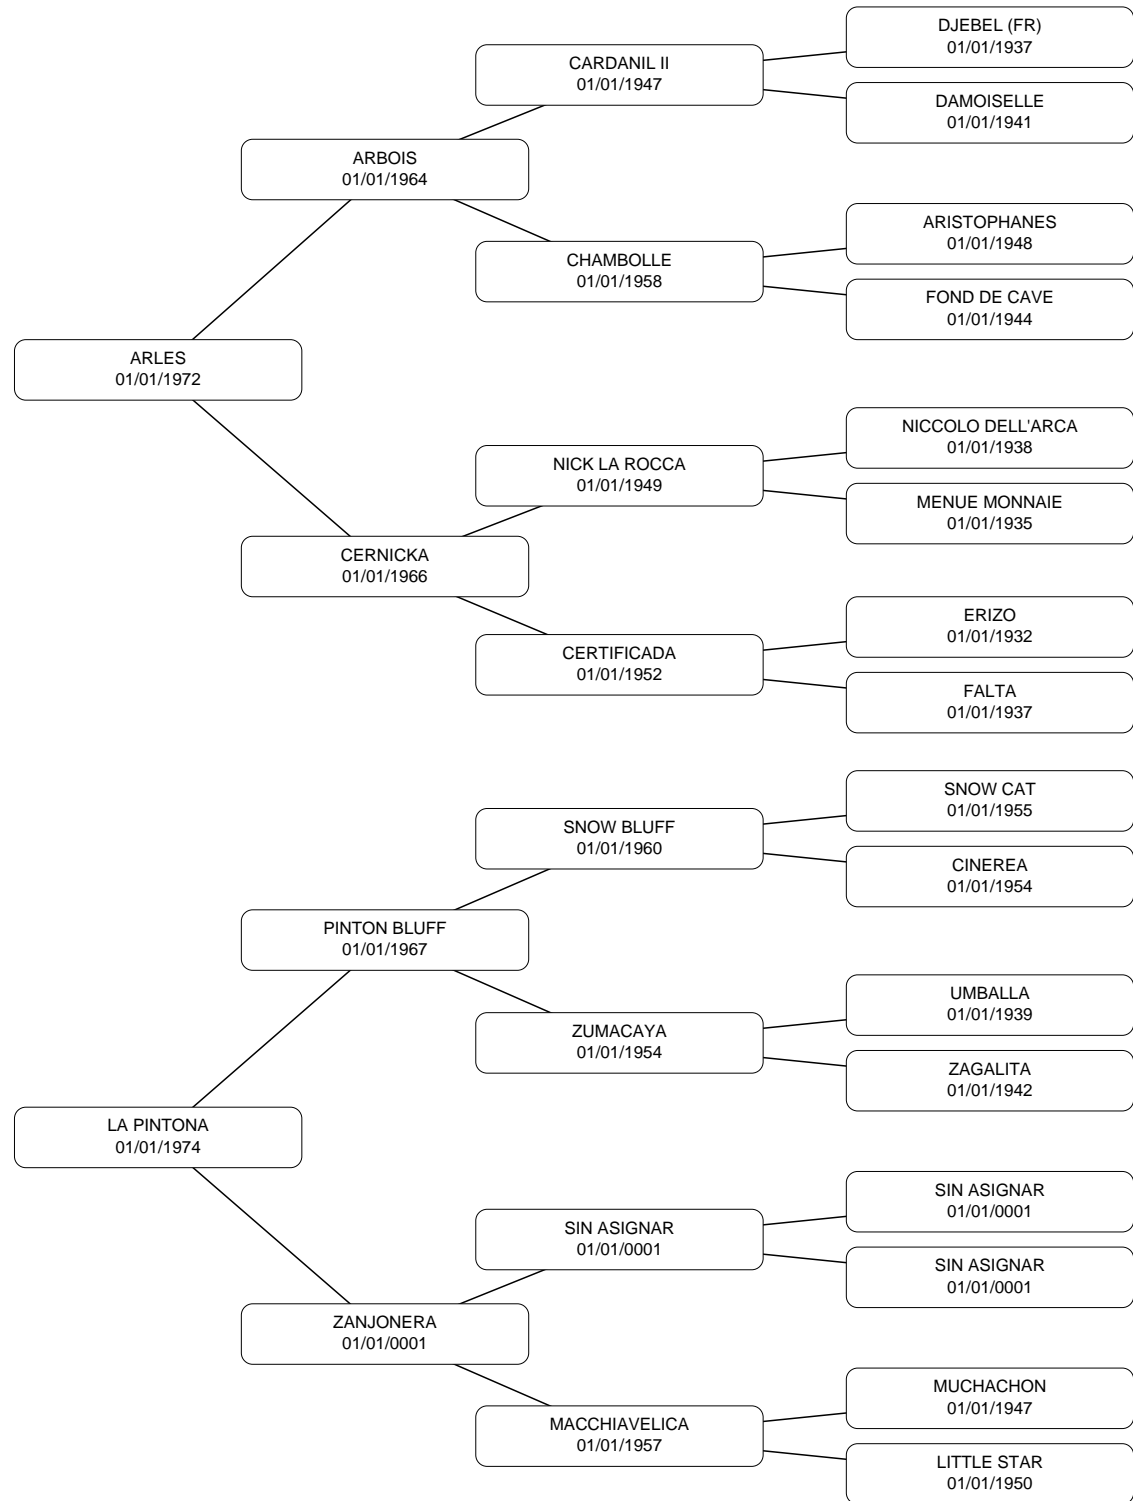 DJEBEL (FR)
01/01/1937
CARDANIL II
01/01/1947
DAMOISELLE
01/01/1941
ARBOIS
01/01/1964
ARISTOPHANES
01/01/1948
CHAMBOLLE
01/01/1958
FOND DE CAVE
01/01/1944
ARLES
01/01/1972
NICCOLO DELL'ARCA
01/01/1938
NICK LA ROCCA
01/01/1949
MENUE MONNAIE
01/01/1935
CERNICKA
01/01/1966
ERIZO
01/01/1932
CERTIFICADA
01/01/1952
FALTA
01/01/1937
SNOW CAT
01/01/1955
SNOW BLUFF
01/01/1960
CINEREA
01/01/1954
PINTON BLUFF
01/01/1967
UMBALLA
01/01/1939
ZUMACAYA
01/01/1954
ZAGALITA
01/01/1942
LA PINTONA
01/01/1974
SIN ASIGNAR
01/01/0001
SIN ASIGNAR
01/01/0001
SIN ASIGNAR
01/01/0001
ZANJONERA
01/01/0001
MUCHACHON
01/01/1947
MACCHIAVELICA
01/01/1957
LITTLE STAR
01/01/1950